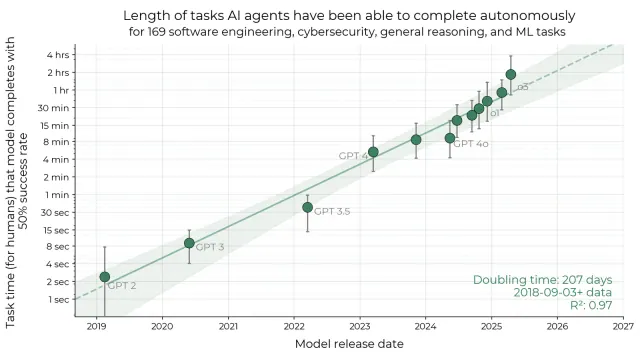 Length of tasks AI agents have been able to complete autonomously
for 169 software engineering, cybersecurity, general reasoning, and ML tasks
Task time (for humans) that model completes with
50% success rate
4 hrs
2 hrs
1 hr
30 min
15 min
8 min
4 min
2 min
1 min
30 sec
15 sec
8 sec
4 sec
2 sec
1 sec
GPT 2
GPT 3
GPT 3.5
GPT 4
GPT 4o
o1
o3
Doubling time: 207 days
2018-09-03+ data
R²: 0.97
2019
2020
2021
2022
2023
2024
2025
2026
2027
Model release date